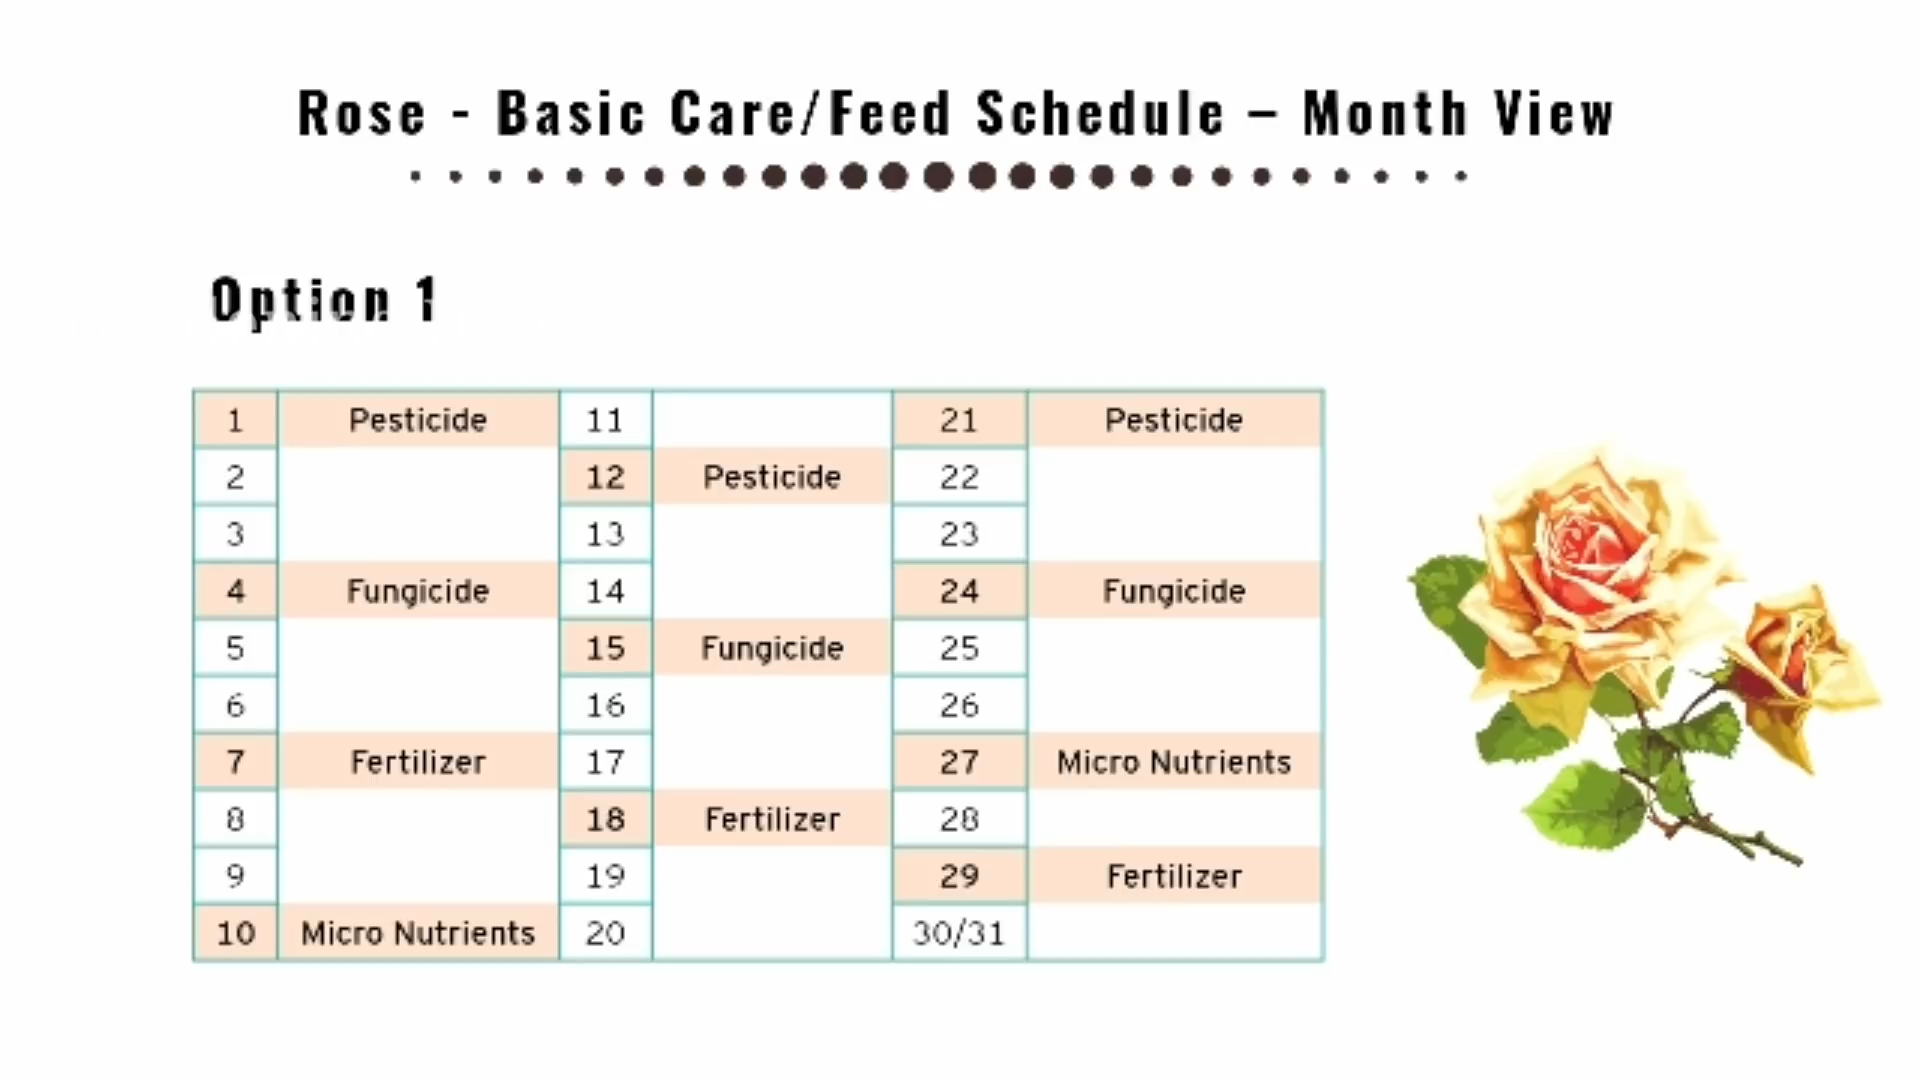 Rose - Basic Care/Feed Schedule – Month View
Option 1
1 Pesticide 11 21 Pesticide
2 12 Pesticide 22
3 13 23
4 Fungicide 14 24 Fungicide
5 15 Fungicide 25
6 16 26
7 Fertilizer 17 27 Micro Nutrients
8 18 Fertilizer 28
9 19 29 Fertilizer
10 Micro Nutrients 20 30/31